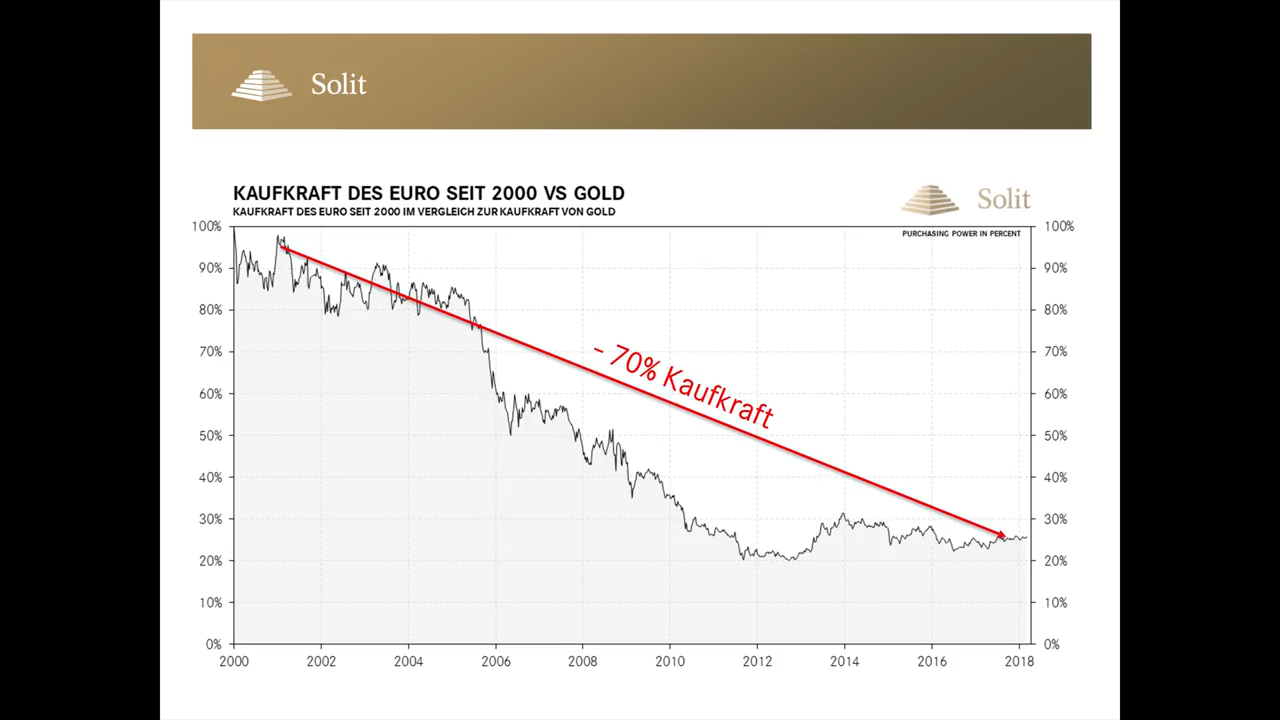 Solit
KAUFKRAFT DES EURO SEIT 2000 VS GOLD
KAUFKRAFT DES EURO SEIT 2000 IM VERGLEICH ZUR KAUFKRAFT VON GOLD
Solit
PURCHASING POWER IN PERCENT
100% 100%
90% 90%
80% 80%
70% 70%
- 70% Kaufkraft
60% 60%
50% 50%
40% 40%
30% 30%
20% 20%
10% 10%
0% 0%
2000 2002 2004 2006 2008 2010 2012 2014 2016 2018